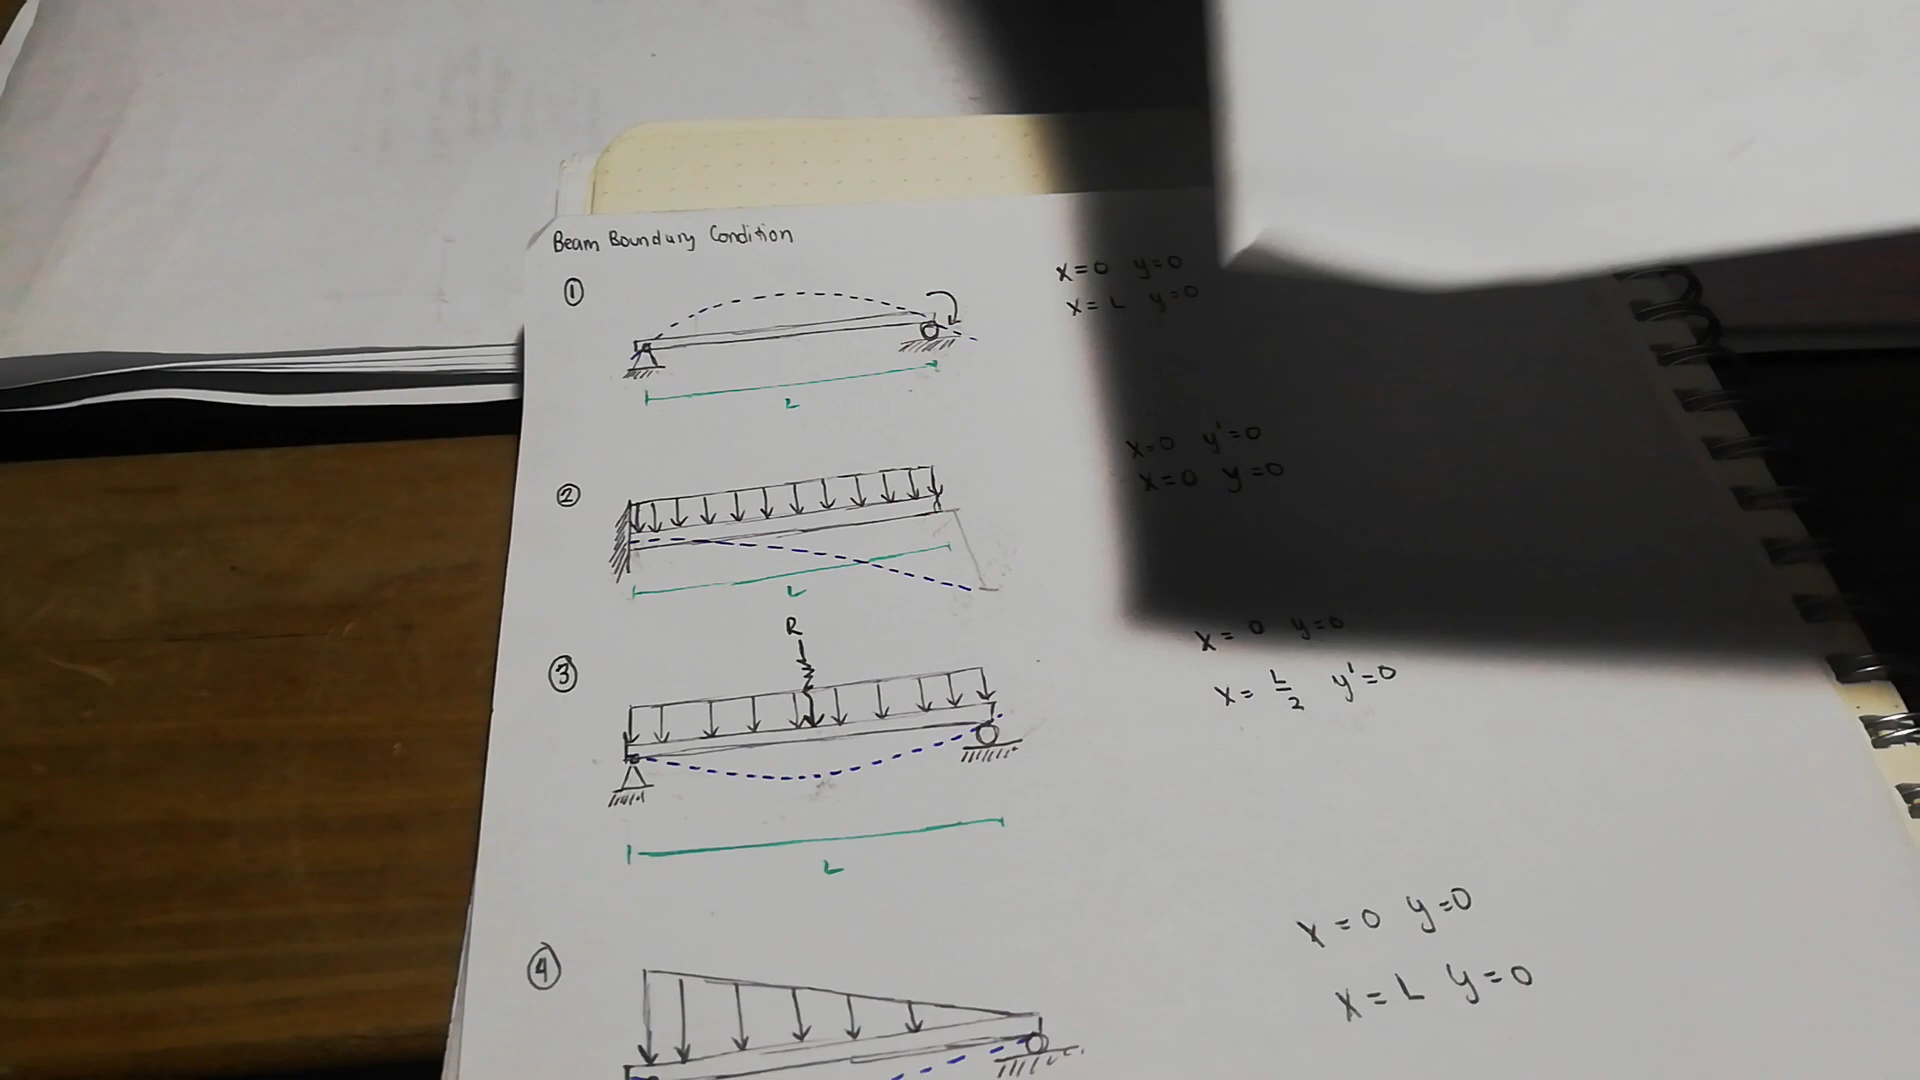 Beam Boundary Condition
①
x=0 y=0
x=L y=0
L
②
x=0 y'=0
x=0 y=0
L
R
③
x=0 y=0
x=L/2 y'=0
L
④
x=0 y=0
x=L y=0